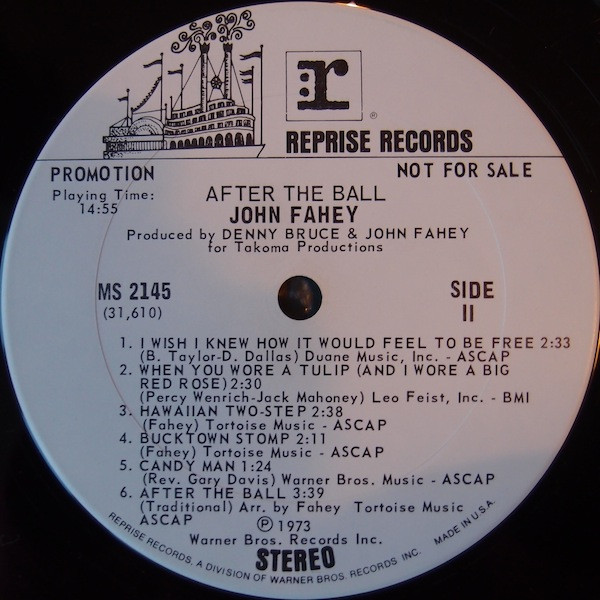 r
®
REPRISE RECORDS
PROMOTION
NOT FOR SALE
Playing Time:
14:55
AFTER THE BALL
JOHN FAHEY
Produced by DENNY BRUCE & JOHN FAHEY
for Takoma Productions
MS 2145
(31,610)
SIDE
II
1. I WISH I KNEW HOW IT WOULD FEEL TO BE FREE 2:33
(B. Taylor-D. Dallas) Duane Music, Inc. - ASCAP
2. WHEN YOU WORE A TULIP (AND I WORE A BIG
RED ROSE) 2:30
(Percy Wenrich-Jack Mahoney) Leo Feist, Inc. - BMI
3. HAWAIIAN TWO-STEP 2:38
(Fahey) Tortoise Music - ASCAP
4. BUCKTOWN STOMP 2:11
(Fahey) Tortoise Music - ASCAP
5. CANDY MAN 1:24
(Rev. Gary Davis) Warner Bros. Music - ASCAP
6. AFTER THE BALL 3:39
(Traditional) Arr. by Fahey Tortoise Music
ASCAP
℗ 1973
Warner Bros. Records Inc.
STEREO
REPRISE RECORDS, A DIVISION OF WARNER BROS. RECORDS INC. MADE IN U.S.A.